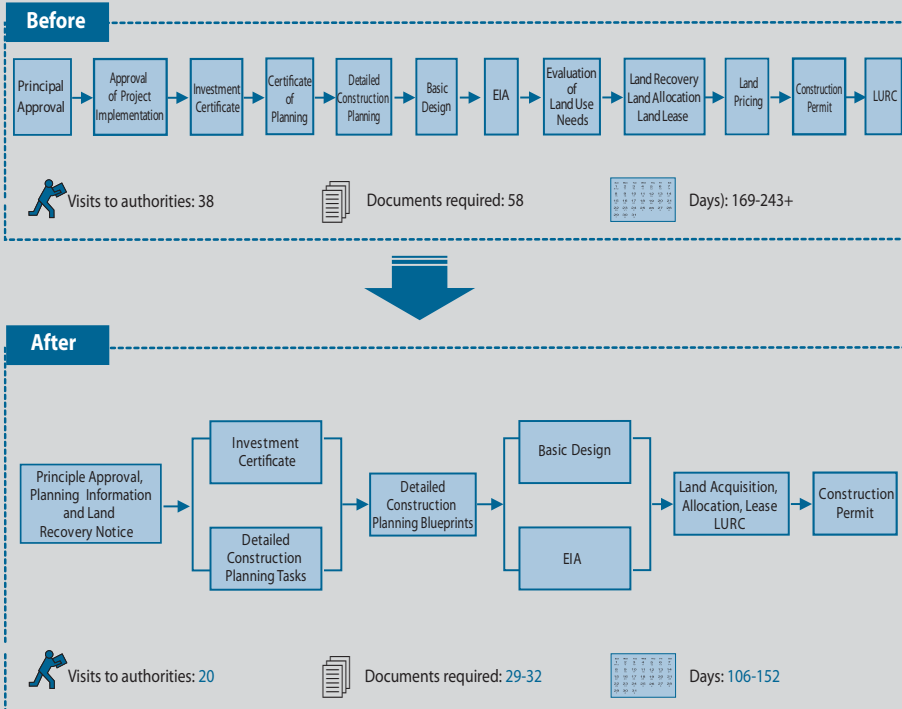 Before
Principal
Approval
Approval
of Project
Implementation
Investment
Certificate
Certificate
of
Planning
Detailed
Construction
Planning
Basic
Design
EIA
Evaluation
of
Land Use
Needs
Land Recovery
Land Allocation
Land Lease
Land
Pricing
Construction
Permit
LURC
Visits to authorities: 38
Documents required: 58
Days): 169-243+
After
Principle Approval,
Planning Information
and Land
Recovery Notice
Investment
Certificate
Detailed
Construction
Planning Tasks
Detailed
Construction
Planning Blueprints
Basic Design
EIA
Land Acquisition,
Allocation, Lease
LURC
Construction
Permit
Visits to authorities: 20
Documents required: 29-32
Days: 106-152